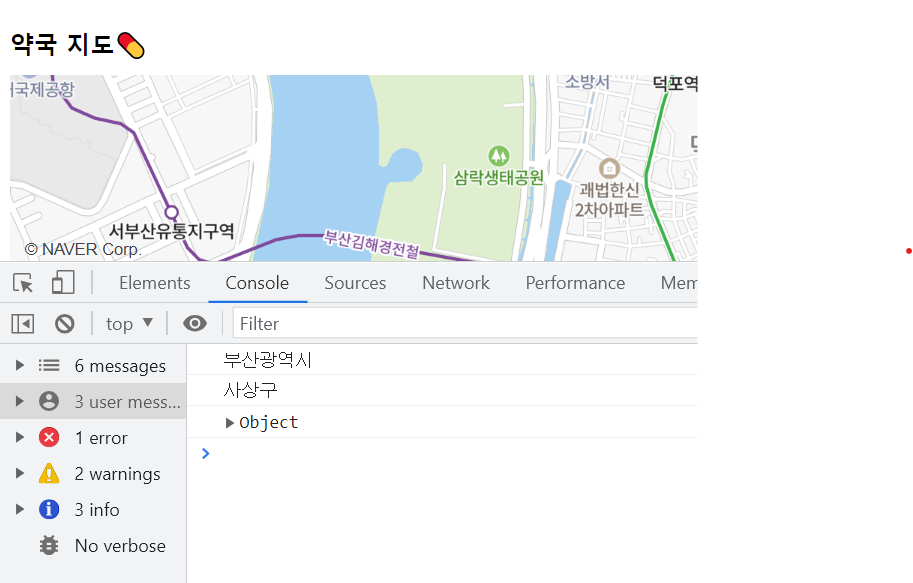 약국 지도💊
국제공항
소방서
덕포역
삼락생태공원
괘법한신
2차아파트
서부산유통지구역
부산김해경전철
© NAVER Corp.
Elements Console Sources Network Performance Mem
top ▼ Filter
6 messages
3 user mess...
1 error
2 warnings
3 info
No verbose
부산광역시
사상구
▶Object